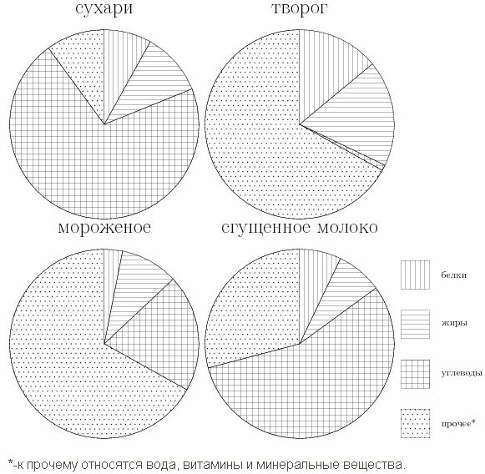 сухари
творог
мороженое
сгущенное молоко
белки
жиры
углеводы
прочее*
*-к прочему относятся вода, витамины и минеральные вещества.